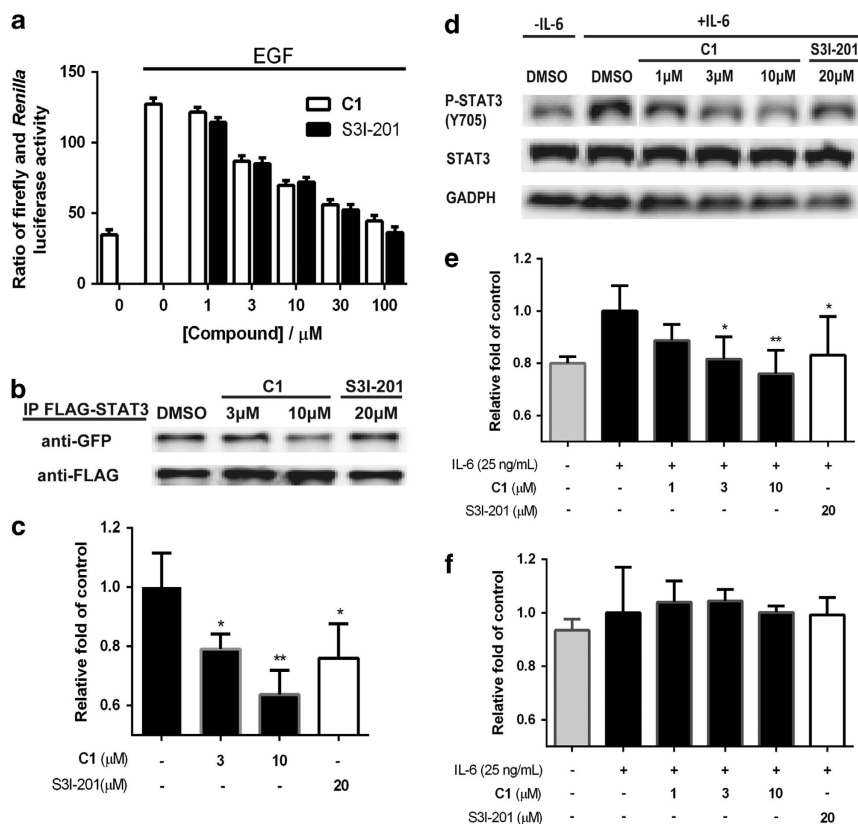 a
EGF
C1
S3I-201
Ratio of firefly and Renilla
luciferase activity
150
100
50
0
0 0 1 3 10 30 100
[Compound] / μM
b
C1 S3I-201
IP FLAG-STAT3 DMSO 3μM 10μM 20μM
anti-GFP
anti-FLAG
c
Relative fold of control
1.2
1.0
0.8
0.6
* ** *
C1 (μM) - 3 10 -
S3I-201(μM) - - - 20
d
-IL-6 +IL-6
C1 S3I-201
DMSO DMSO 1μM 3μM 10μM 20μM
P-STAT3
(Y705)
STAT3
GADPH
e
Relative fold of control
1.2
1.0
0.8
0.6
* ** *
IL-6 (25 ng/mL) - + + + + +
C1 (μM) - - 1 3 10 -
S3I-201 (μM) - - - - - 20
f
Relative fold of control
1.2
1.0
0.8
0.6
IL-6 (25 ng/mL) - + + + + +
C1 (μM) - - 1 3 10 -
S3I-201 (μM) - - - - - 20